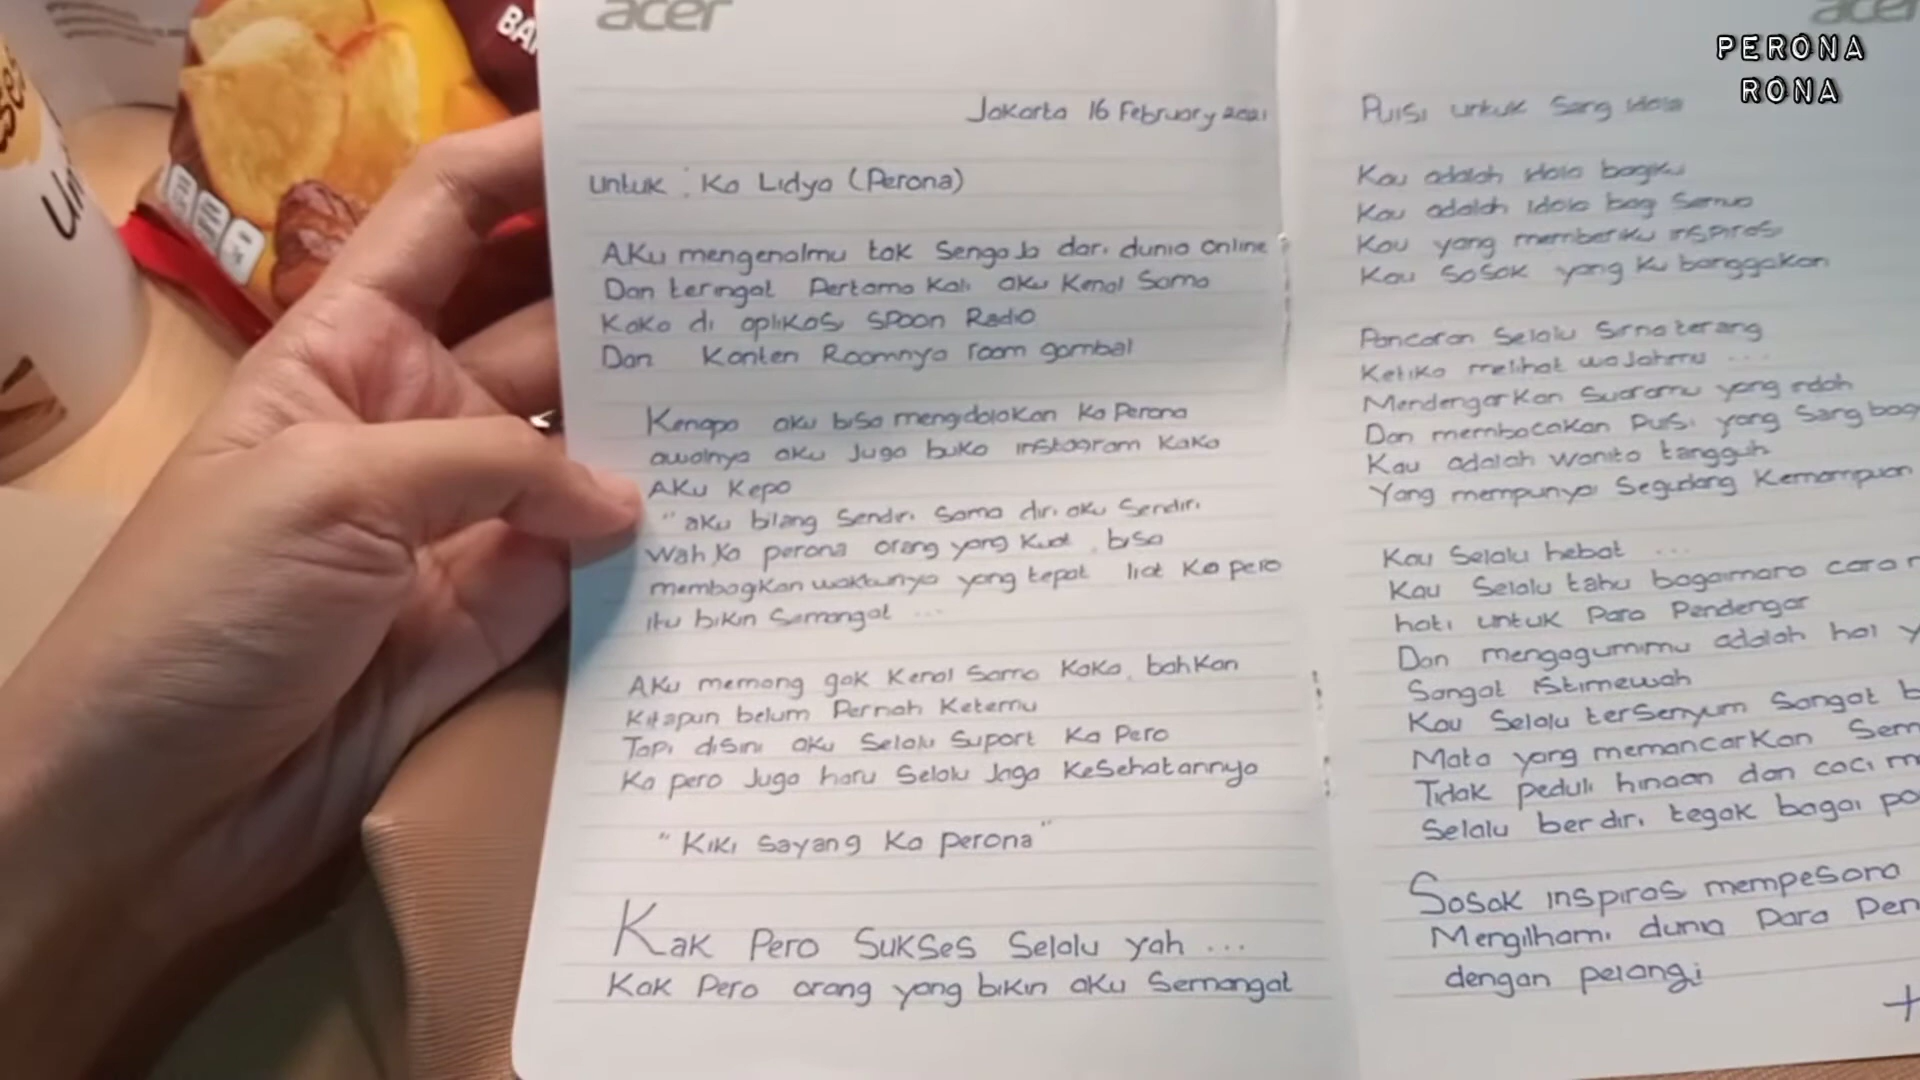 acer
Jakarta 16 February 2021
Untuk : Ka Lidya (Perona)
Aku mengenalmu tak Sengaja dari dunia online
Dan teringat Pertama Kali aku Kenal Sama
Kaka di aplikasi SPOON Radio
Dan Konten Roomnya room gombal
Kenapa aku bisa mengidolakan Ka Perona
awalnya aku Juga buka instagram Kaka
AKu Kepo
"aku bilang Sendiri Sama diri aku Sendiri
Wah Ka perona orang yang Kuat, bisa
membagikan waktunya yang tepat liat Ka pero
itu bikin Semangat ...
AKu memang gak Kenal Sama Kaka, bahkan
Kitapun belum Pernah Ketemu
Tapi disini aku Selalu Suport Ka Pero
Ka pero Juga haru Selalu Jaga Kesehatannya
"Kiki Sayang Ka perona"
Kak Pero Sukses Selalu yah ...
Kak Pero orang yang bikin aku Semangat
acer
PERONA
RONA
Puisi untuk Sang idola
Kau adalah idola bagiku
Kau adalah idola bag Semua
Kau yang memberiku inspirasi
Kau Sosok yang Ku banggakan
Pancaran Selalu Sirna terang
Ketika melihat wajahmu ...
Mendengarkan Suaramu yang indah
Dan membacakan Puisi yang Sang
Kau adalah wanita tangguh
Yang mempunyai Segudang Kemampuan
Kau Selalu hebat ...
Kau Selalu tahu bagaimana cara
hati untuk Para Pendengar
Dan mengagumimu adalah hal
Sangat istimewah
Kau Selalu tersenyum Sangat
Mata yang memancarkan Sem
Tidak peduli hinaan dan caci
Selalu berdiri tegak bagai
Sosok inspiras mempesona
Mengilhami dunia Para Pen
dengan pelangi
+